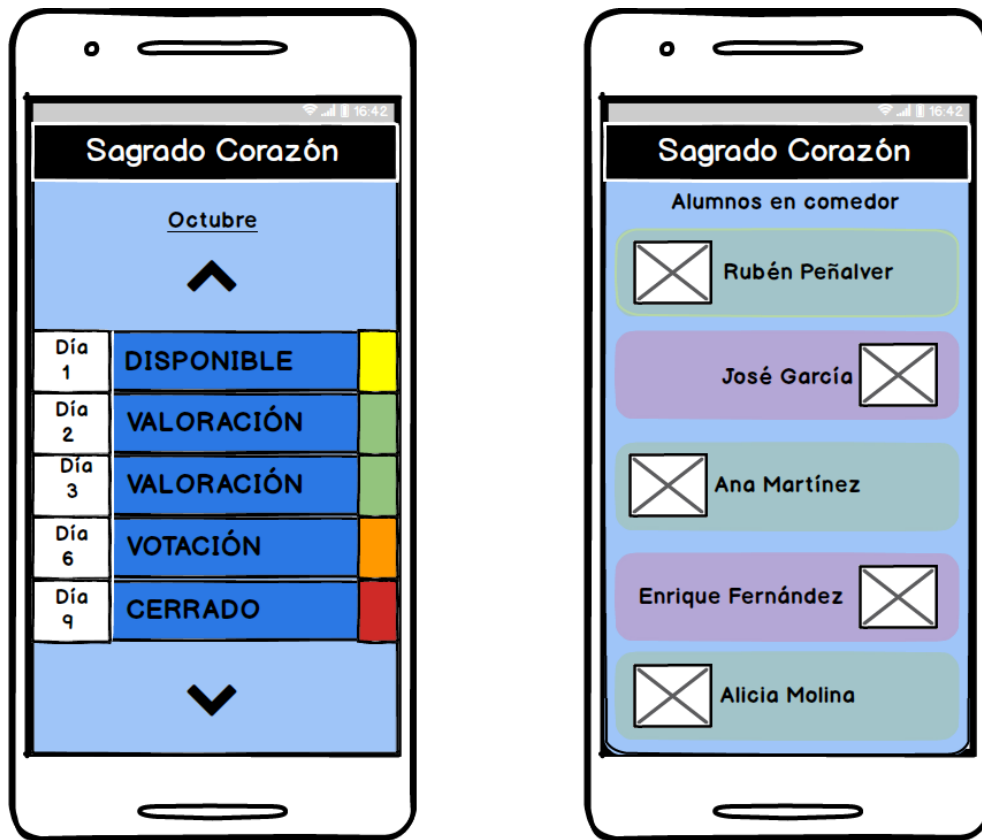 16:42
Sagrado Corazón
Octubre
Día
1
DISPONIBLE
Día
2
VALORACIÓN
Día
3
VALORACIÓN
Día
6
VOTACIÓN
Día
9
CERRADO
16:42
Sagrado Corazón
Alumnos en comedor
Rubén Peñalver
José García
Ana Martínez
Enrique Fernández
Alicia Molina